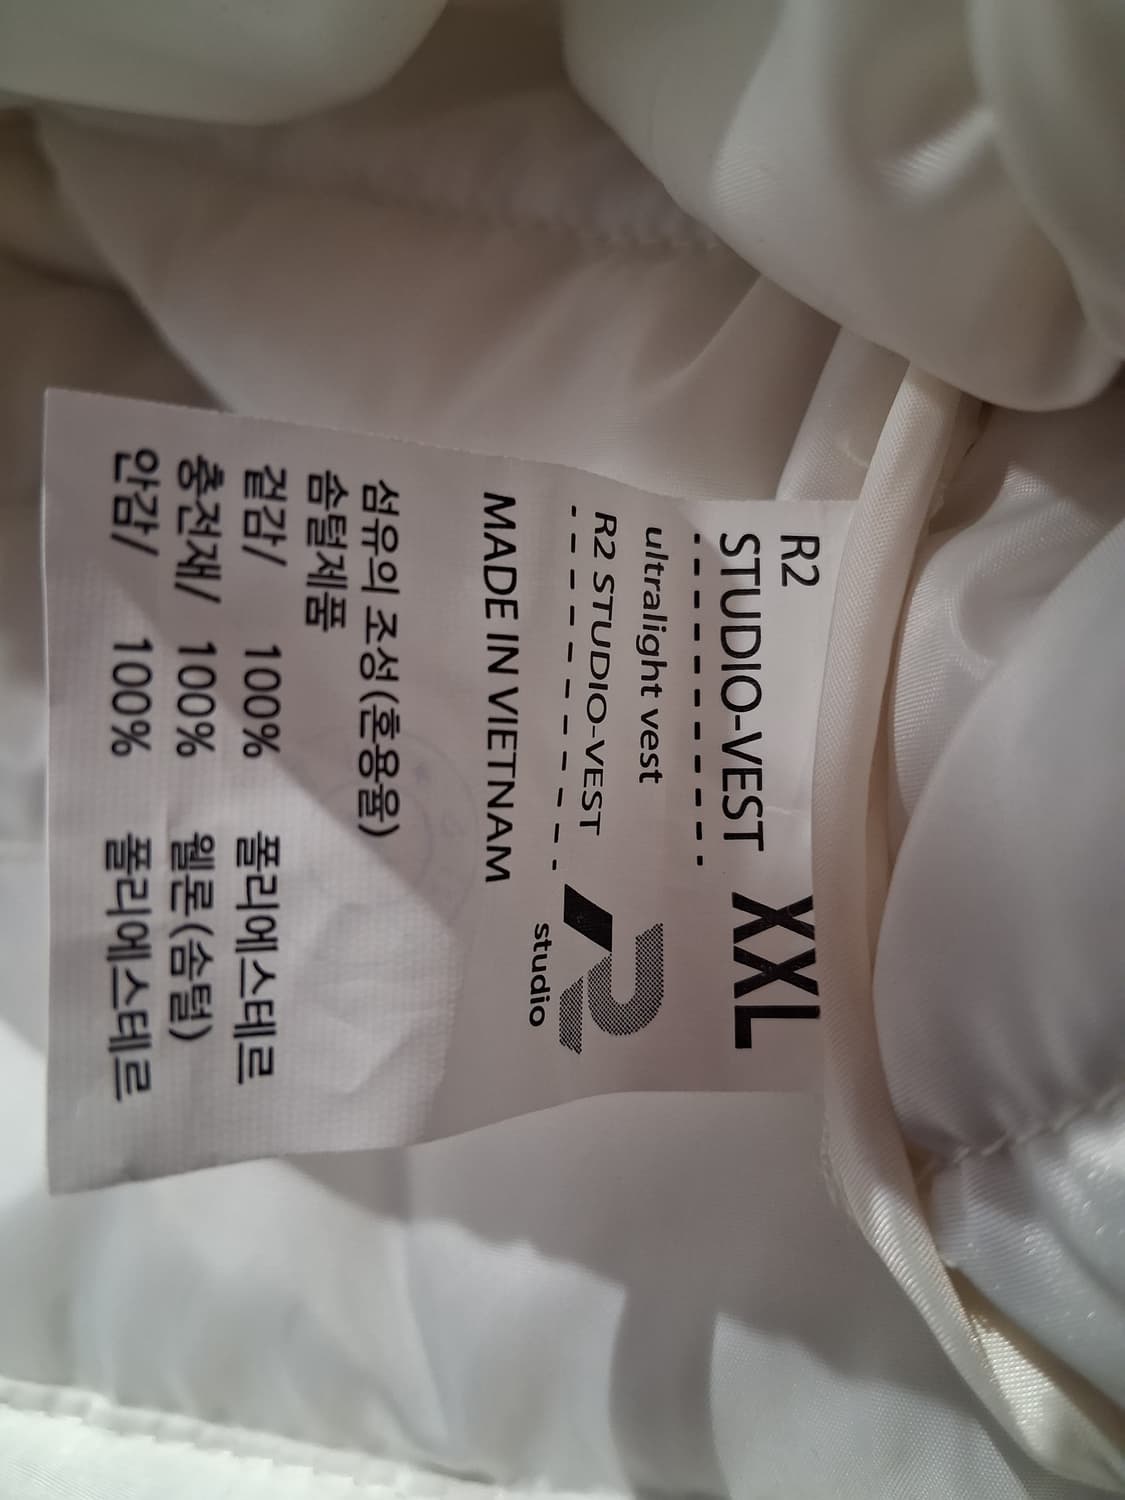 R2
STUDIO-VEST XXL
ultralight vest
R2 STUDIO-VEST
R2
studio
MADE IN VIETNAM
섬유의 조성(혼용율)
솜털제품
겉감/ 100% 폴리에스테르
충전재/ 100% 웰론(솜털)
안감/ 100% 폴리에스테르